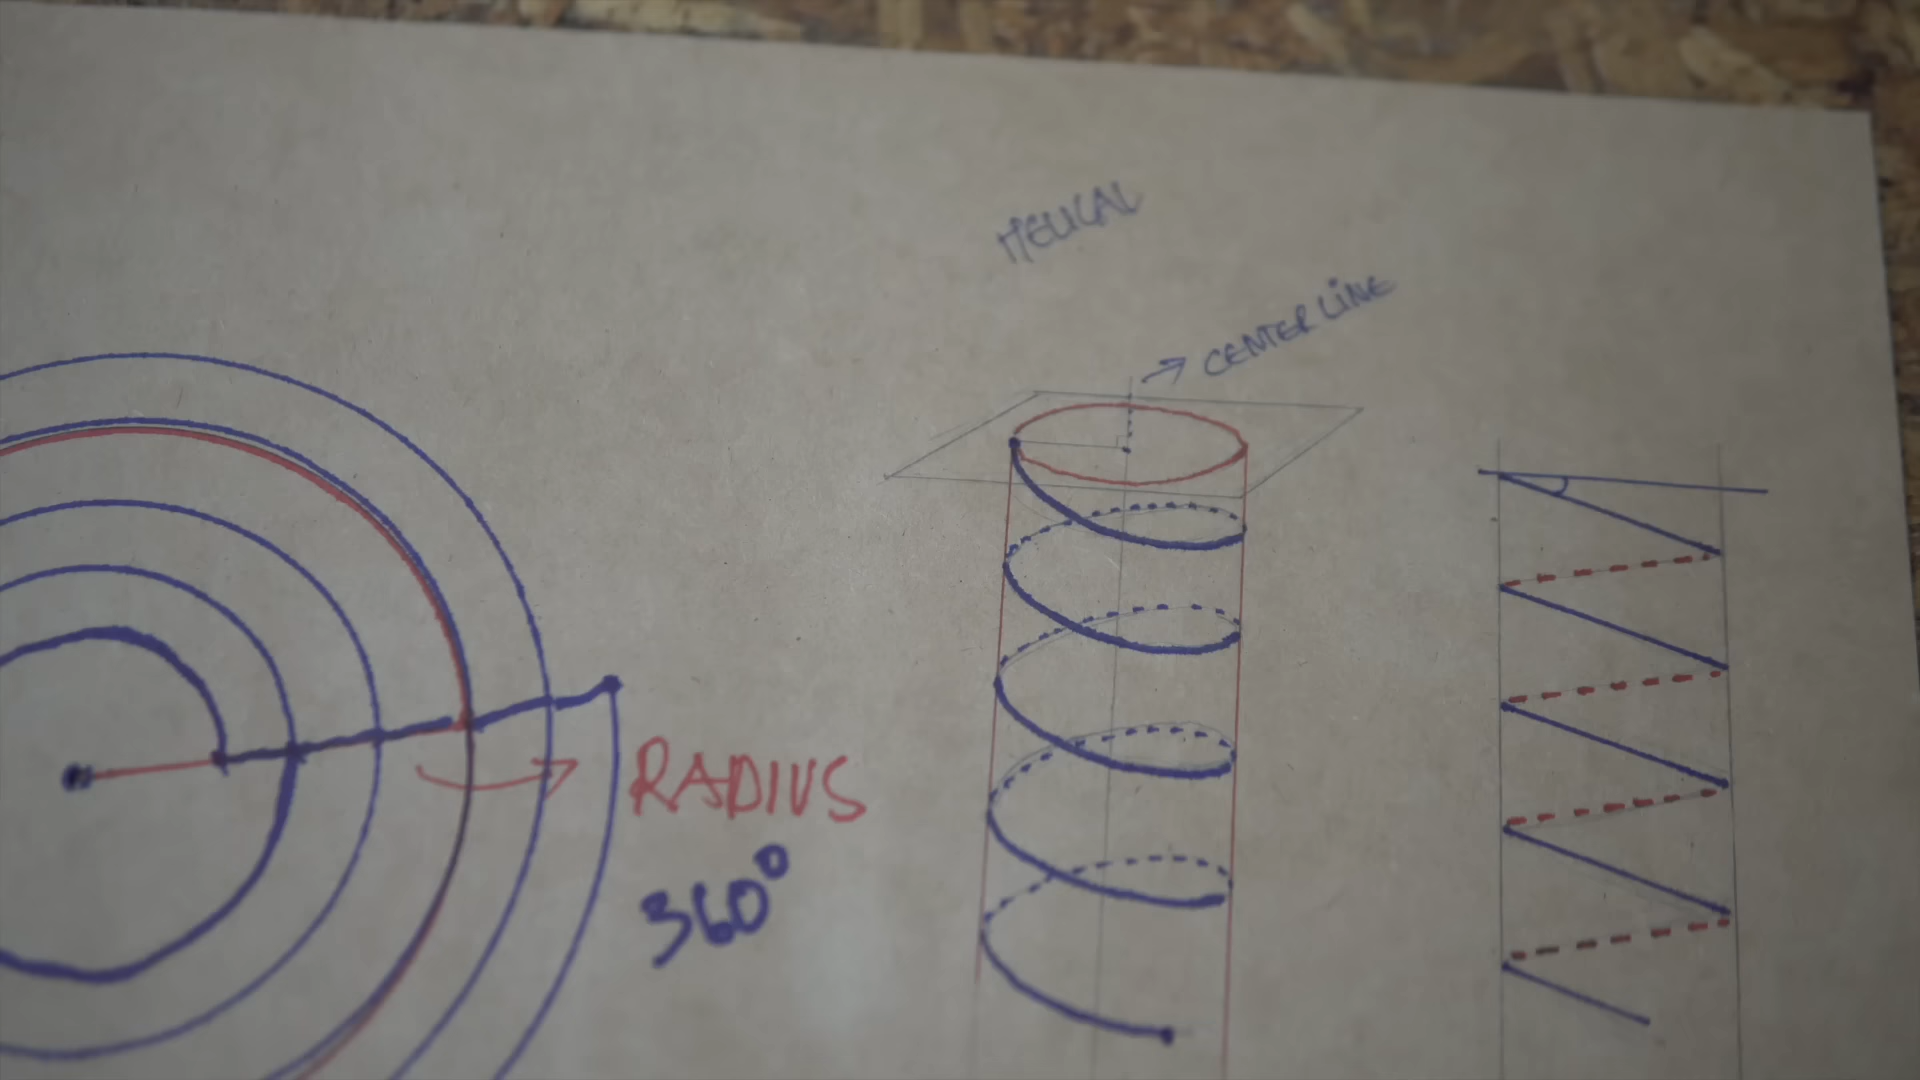 HELICAL
→ CENTER LINE
RADIUS
360°